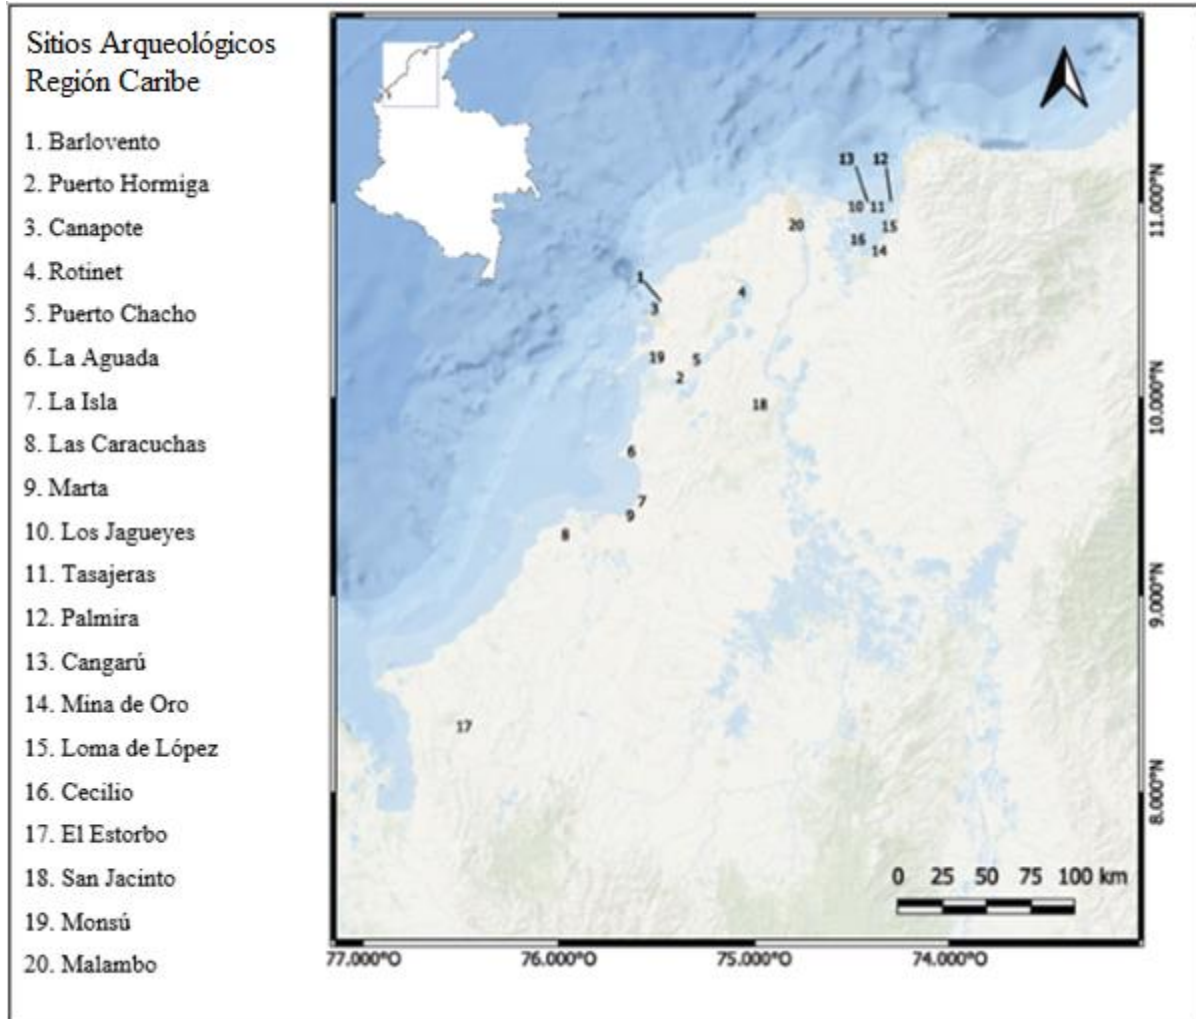 Sitios Arqueológicos
Región Caribe
1. Barlovento
2. Puerto Hormiga
3. Canapote
4. Rotinet
5. Puerto Chacho
6. La Aguada
7. La Isla
8. Las Caracuchas
9. Marta
10. Los Jagueyes
11. Tasajeras
12. Palmira
13. Cangarú
14. Mina de Oro
15. Loma de López
16. Cecilio
17. El Estorbo
18. San Jacinto
19. Monsú
20. Malambo
13 12
10 11
20 15
16
14
1
4
3
19 5
2
18
6
7
9
8
17
11.000°N
10.000°N
9.000°N
8.000°N
0 25 50 75 100 km
77.000°O 76.000°O 75.000°O 74.000°O